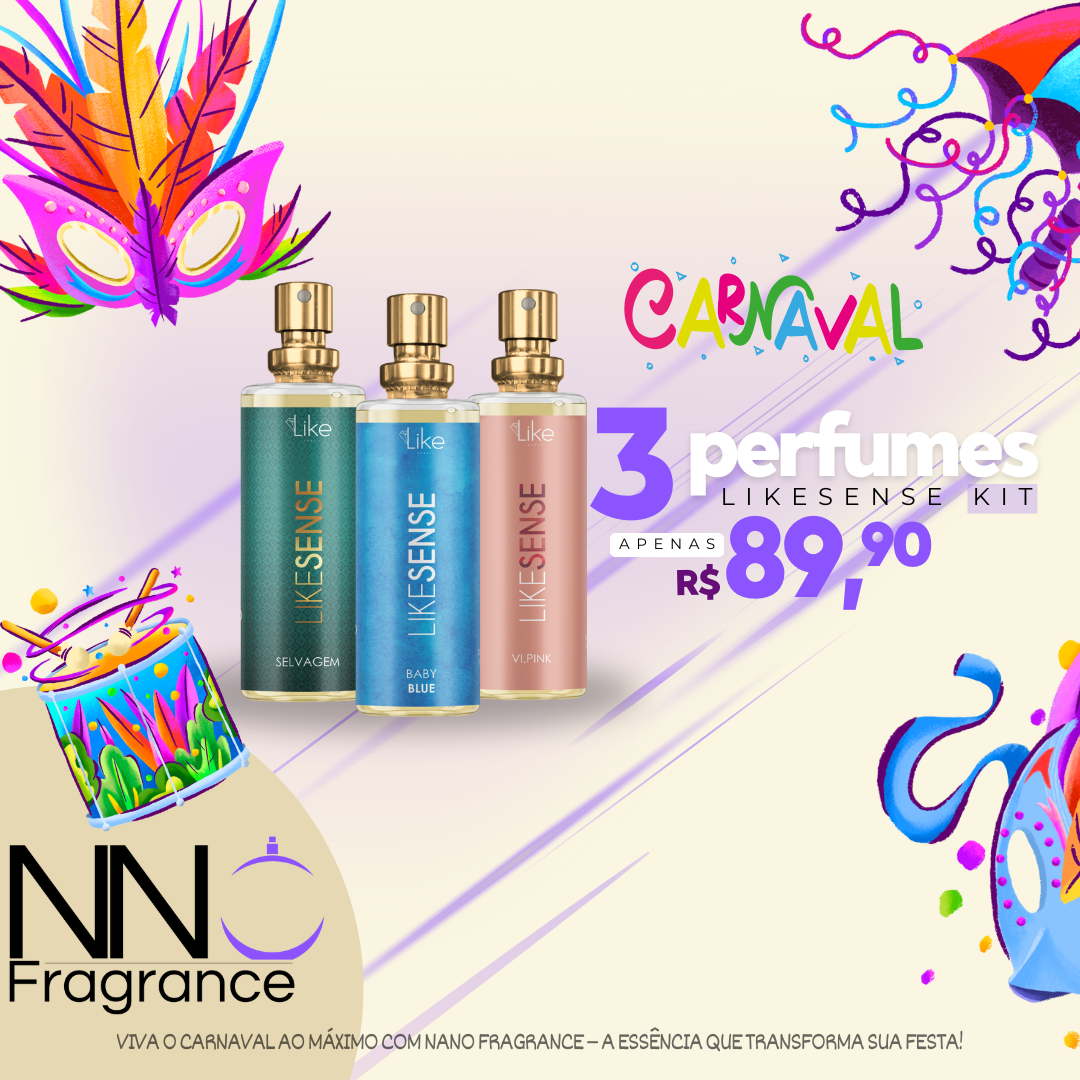 CARNAVAL
3 perfumes
LIKESENSE KIT
APENAS
R$ 89,90
Like
LIKESENSE
SELVAGEM
Like
LIKESENSE
BABY
BLUE
Like
LIKESENSE
VI.PINK
NNO
Fragrance
VIVA O CARNAVAL AO MÁXIMO COM NANO FRAGRANCE – A ESSÊNCIA QUE TRANSFORMA SUA FESTA!